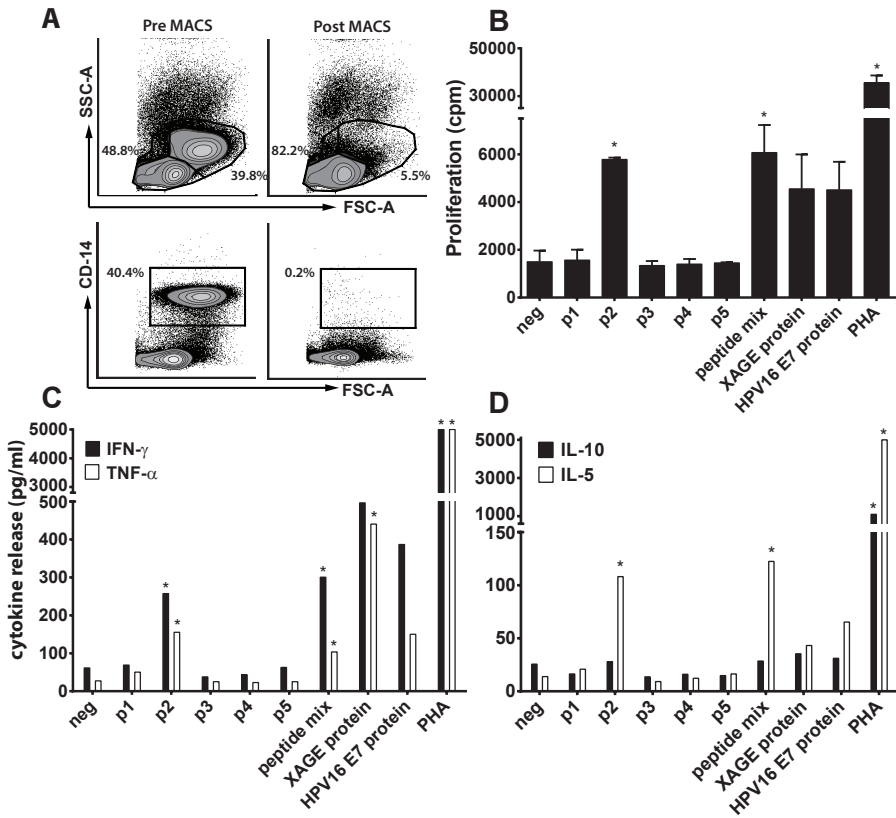 A
Pre MACS
Post MACS
SSC-A
48.8%
39.8%
82.2%
5.5%
FSC-A
CD-14
40.4%
0.2%
FSC-A
B
Proliferation (cpm)
50000
30000
6000
4000
2000
0
*
*
*
neg
p1
p2
p3
p4
p5
peptide mix
XAGE protein
HPV16 E7 protein
PHA
C
cytokine release (pg/ml)
IFN-γ
TNF-α
5000
4000
3000
500
400
300
200
100
0
*
*
*
*
*
*
*
neg
p1
p2
p3
p4
p5
peptide mix
XAGE protein
HPV16 E7 protein
PHA
D
IL-10
IL-5
5000
4000
3000
2000
1000
150
100
50
0
*
*
*
*
neg
p1
p2
p3
p4
p5
peptide mix
XAGE protein
HPV16 E7 protein
PHA